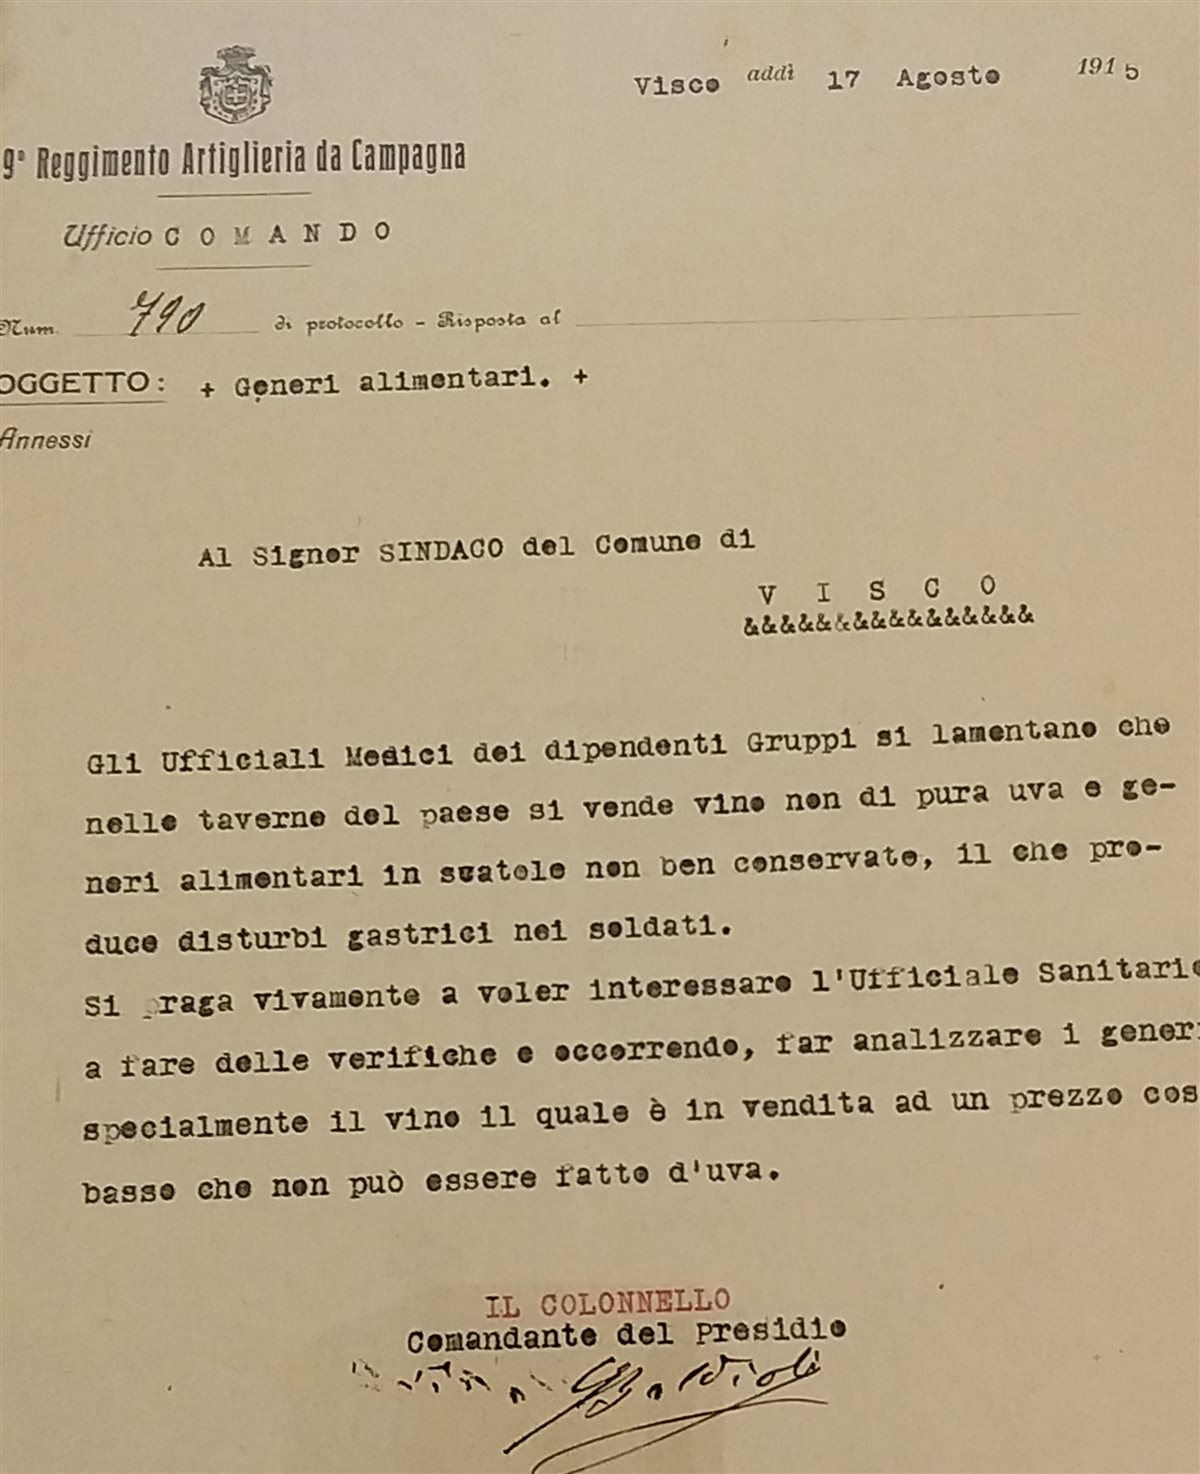 Visco addì 17 Agosto 1915
9° Reggimento Artiglieria da Campagna
Ufficio COMANDO
Num. 790 di protocollo - Risposta al
OGGETTO: + Generi alimentari. +
Annessi
Al Signor SINDACO del Comune di
V I S C O
&&&&&&&&&&&&&&&&
Gli Ufficiali Medici dei dipendenti Gruppi si lamentano che
nelle taverne del paese si vende vino non di pura uva e ge-
neri alimentari in scatole non ben conservate, il che pro-
duce disturbi gastrici nei soldati.
Si praga vivamente a voler interessare l'Ufficiale Sanitario
a fare delle verifiche e occorrendo, far analizzare i generi
specialmente il vino il quale è in vendita ad un prezzo cos
basso che non può essere fatto d'uva.
IL COLONNELLO
Comandante del Presidio